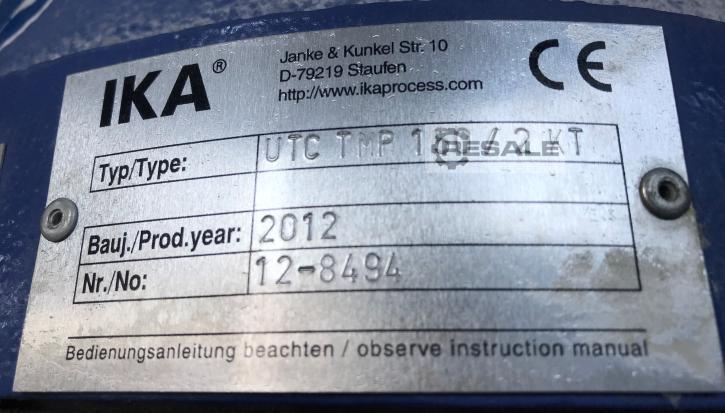 IKA®
Janke & Kunkel Str. 10
D-79219 Staufen
http://www.ikaprocess.com
CE
Typ/Type: UTC TMP /2 KT
RESALE
Bauj./Prod.year: 2012
Nr./No: 12-8494
Bedienungsanleitung beachten / observe instruction manual